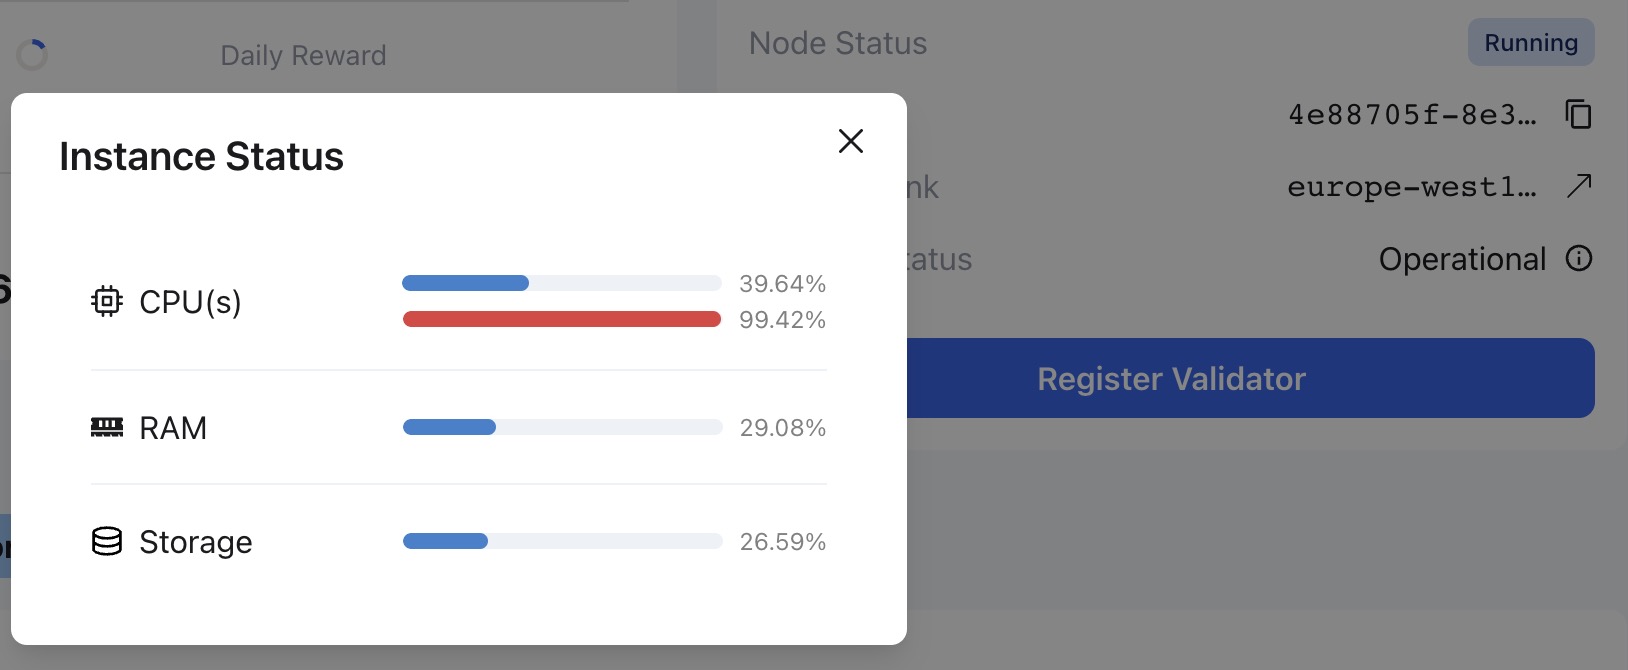 Daily Reward
Node Status
Running
4e88705f-8e3…
nk
europe-west1…
tatus
Operational
Register Validator
Instance Status
CPU(s)
39.64%
99.42%
RAM
29.08%
Storage
26.59%